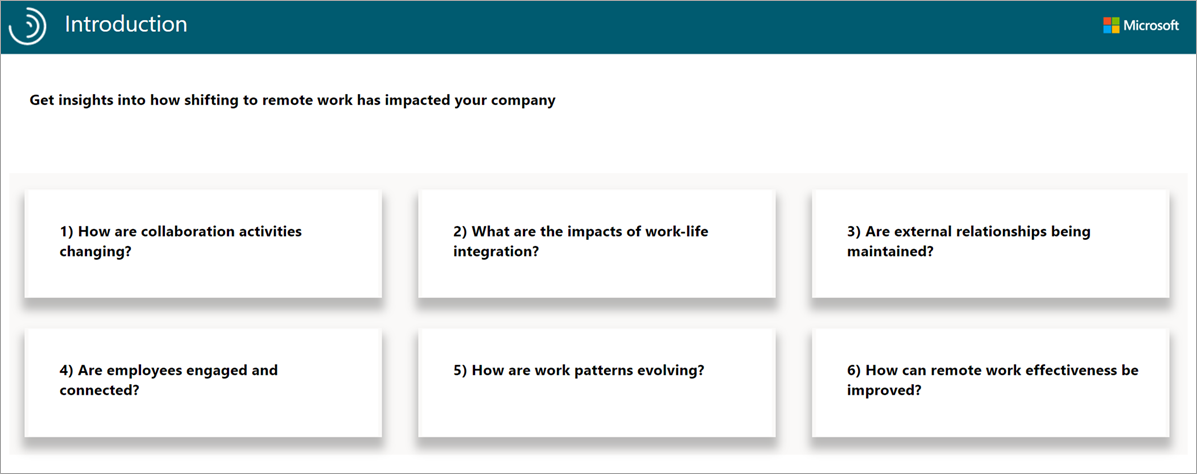 Introduction
Microsoft
Get insights into how shifting to remote work has impacted your company
1) How are collaboration activities
changing?
2) What are the impacts of work-life
integration?
3) Are external relationships being
maintained?
4) Are employees engaged and
connected?
5) How are work patterns evolving?
6) How can remote work effectiveness be
improved?